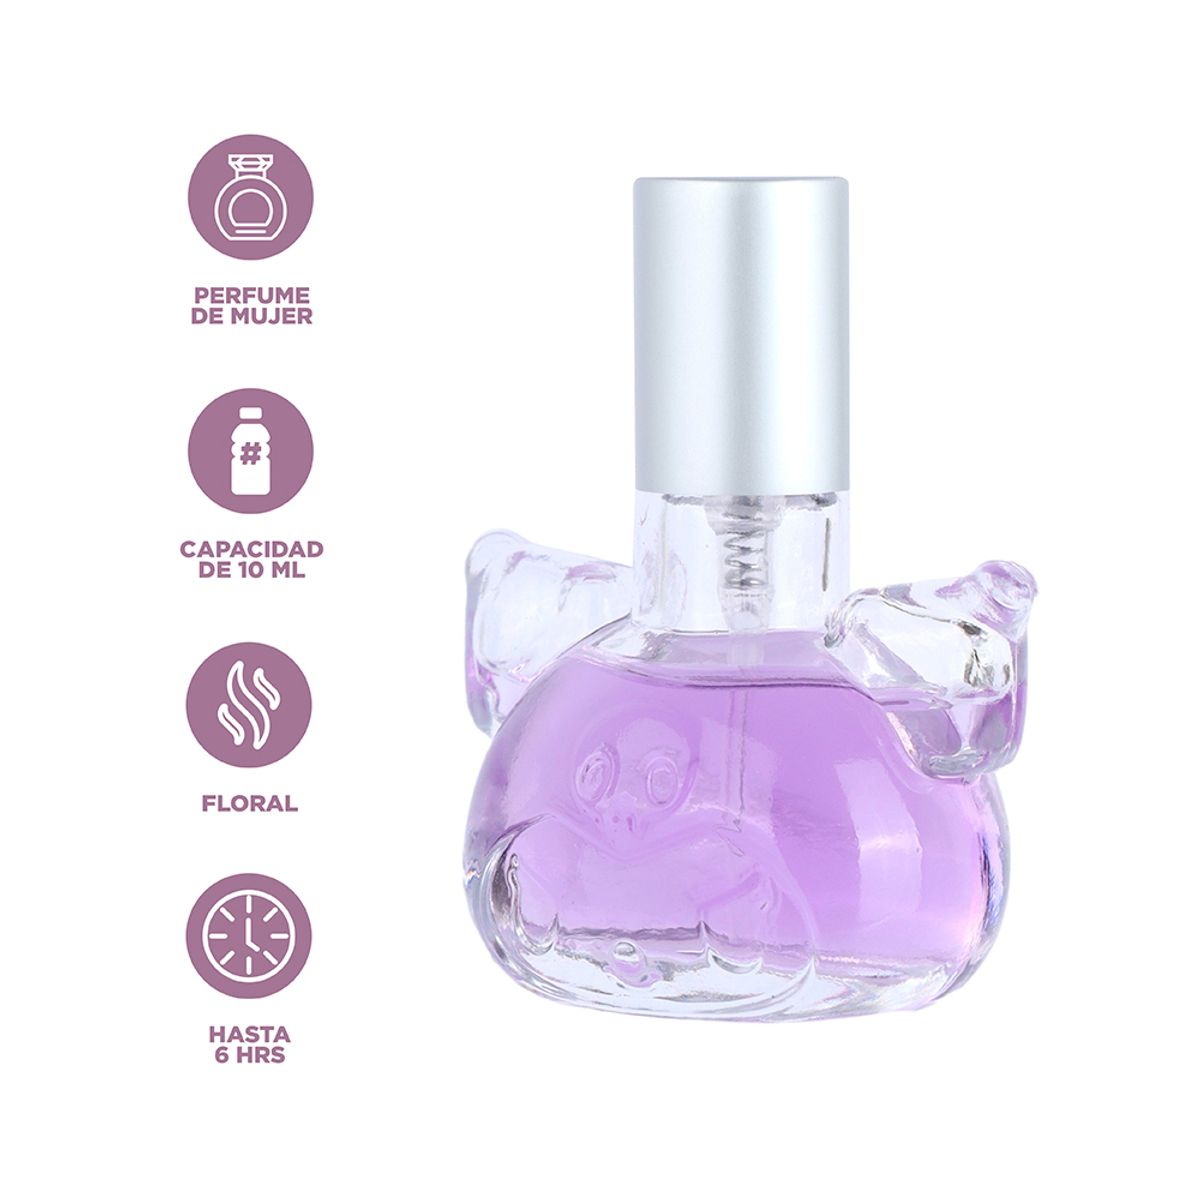 PERFUME
DE MUJER
#
CAPACIDAD
DE 10 ML
FLORAL
HASTA
6 HRS